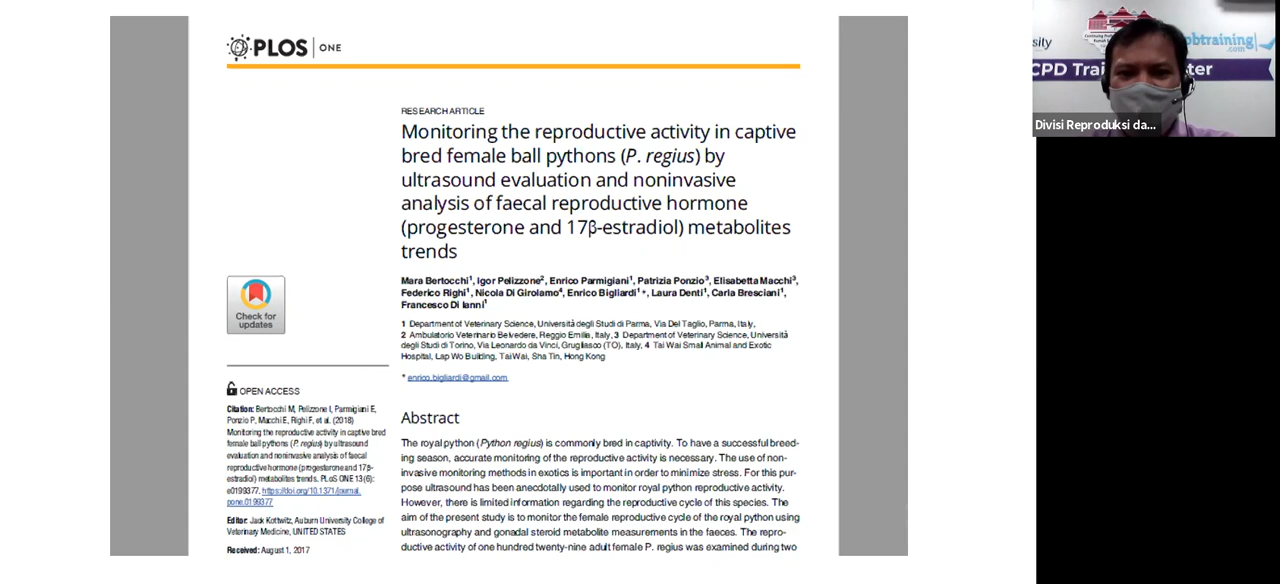 PLOS ONE
RESEARCH ARTICLE
Monitoring the reproductive activity in captive
bred female ball pythons (P. regius) by
ultrasound evaluation and noninvasive
analysis of faecal reproductive hormone
(progesterone and 17β-estradiol) metabolites
trends
Mara Bertocchi1, Igor Pelizzone2, Enrico Parmigiani1, Patrizia Ponzio3, Elisabetta Macchi3,
Federico Righi1, Nicola Di Girolamo4, Enrico Bigliardi1*, Laura Denti1, Carla Bresciani1,
Francesco Di Ianni1
1 Department of Veterinary Science, Università degli Studi di Parma, Via Del Taglio, Parma, Italy,
2 Ambulatorio Veterinario Belvedere, Reggio Emilia, Italy, 3 Department of Veterinary Science, Università
degli Studi di Torino, Via Leonardo da Vinci, Grugliasco (TO), Italy, 4 Tai Wai Small Animal and Exotic
Hospital, Lap Wo Building, Tai Wai, Sha Tin, Hong Kong
* enrico.bigliardi@gmail.com
Abstract
The royal python (Python regius) is commonly bred in captivity. To have a successful breed-
ing season, accurate monitoring of the reproductive activity is necessary. The use of non-
invasive monitoring methods in exotics is important in order to minimize stress. For this pur-
pose ultrasound has been anecdotally used to monitor royal python reproductive activity.
However, there is limited information regarding the reproductive cycle of this species. The
aim of the present study is to monitor the female reproductive cycle of the royal python using
ultrasonography and gonadal steroid metabolite measurements in the faeces. The repro-
ductive activity of one hundred twenty-nine adult female P. regius was examined during two
Check for
updates
OPEN ACCESS
Citation: Bertocchi M, Pelizzone I, Parmigiani E,
Ponzio P, Macchi E, Righi F, et al. (2018)
Monitoring the reproductive activity in captive bred
female ball pythons (P. regius) by ultrasound
evaluation and noninvasive analysis of faecal
reproductive hormone (progesterone and 17β-
estradiol) metabolites trends. PLoS ONE 13(6):
e0199377. https://doi.org/10.1371/journal.
pone.0199377
Editor: Jack Kottwitz, Auburn University College of
Veterinary Medicine, UNITED STATES
Received: August 1, 2017
sity
obtraining
.com
CPD Trai ter
Divisi Reproduksi da...